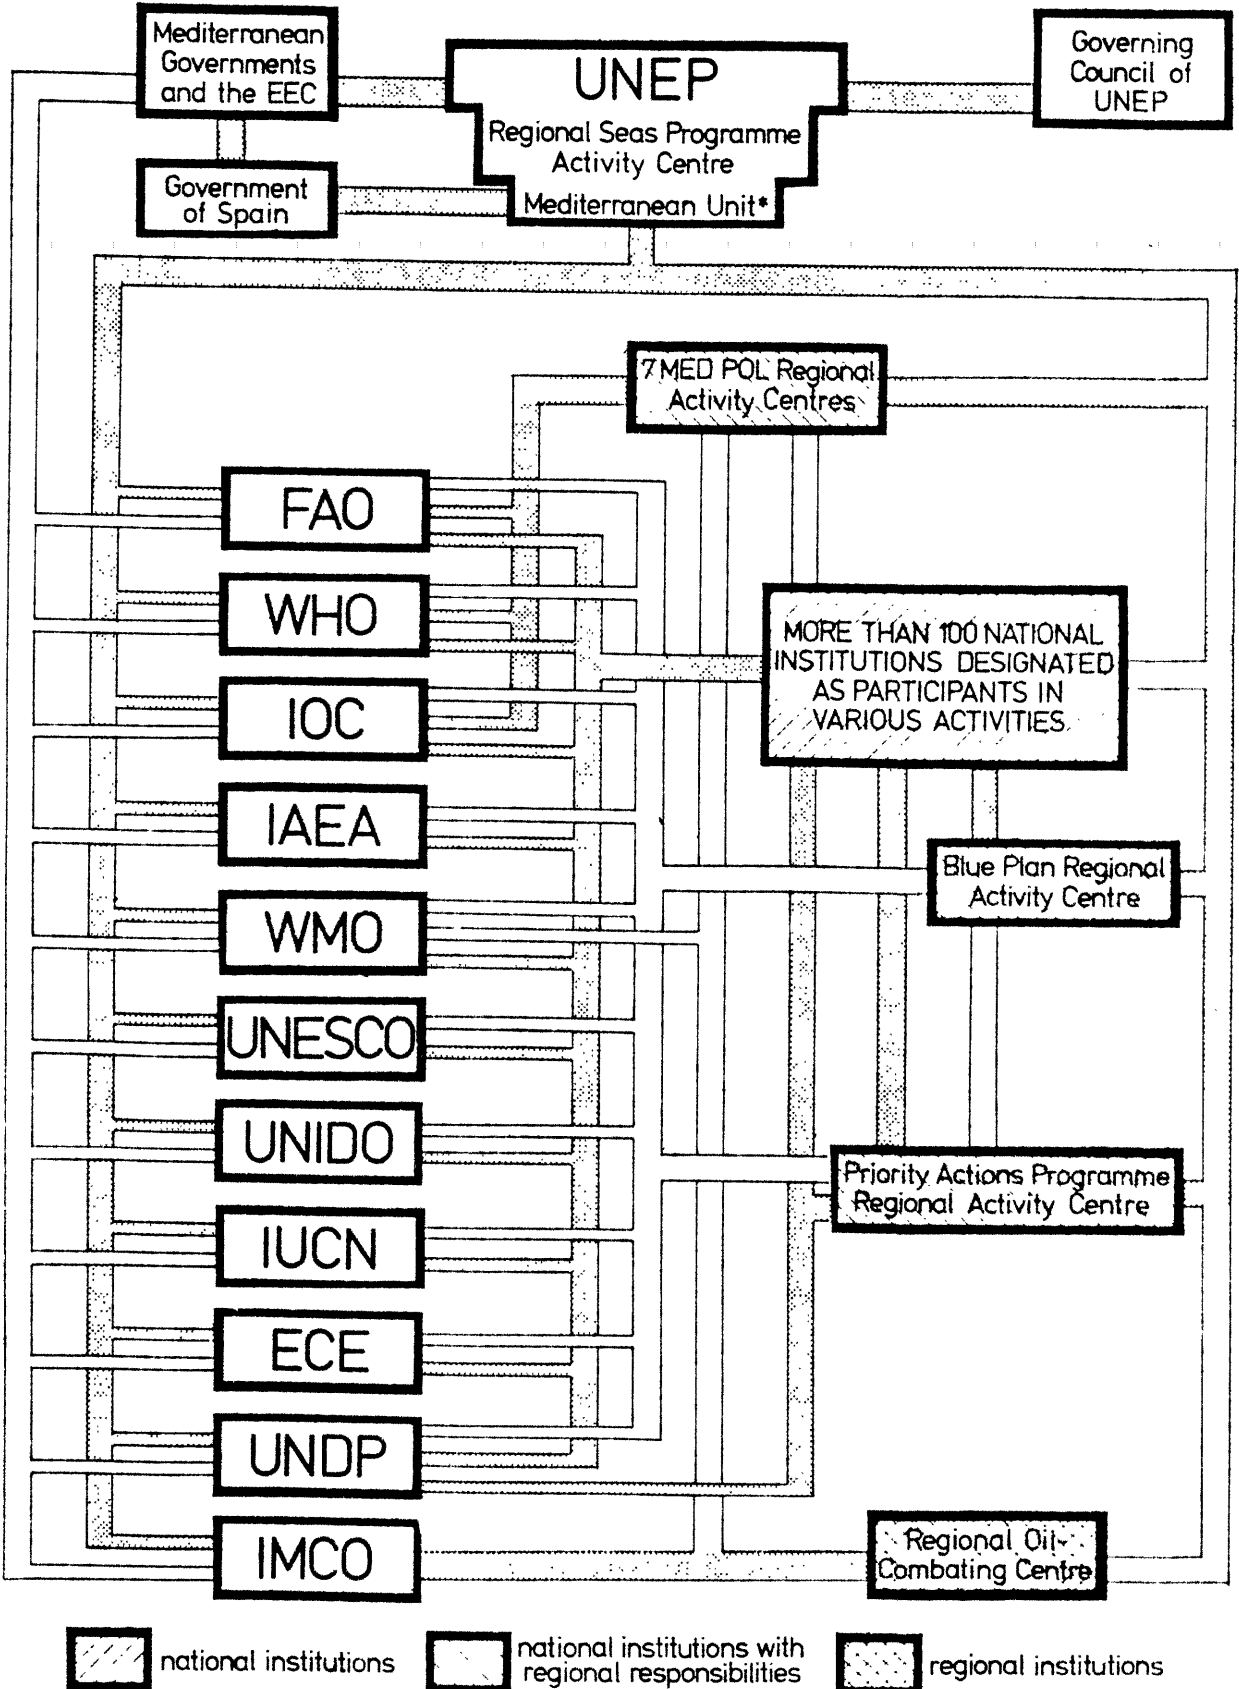 Mediterranean
Governments
and the EEC
UNEP
Regional Seas Programme
Activity Centre
Mediterranean Unit*
Governing
Council of
UNEP
Government
of Spain
7 MED POL Regional
Activity Centres
FAO
WHO
IOC
IAEA
WMO
UNESCO
UNIDO
IUCN
ECE
UNDP
IMCO
MORE THAN 100 NATIONAL
INSTITUTIONS DESIGNATED
AS PARTICIPANTS IN
VARIOUS ACTIVITIES.
Blue Plan Regional
Activity Centre
Priority Actions Programme
Regional Activity Centre
Regional Oil-
Combating Centre
national institutions
national institutions with
regional responsibilities
regional institutions